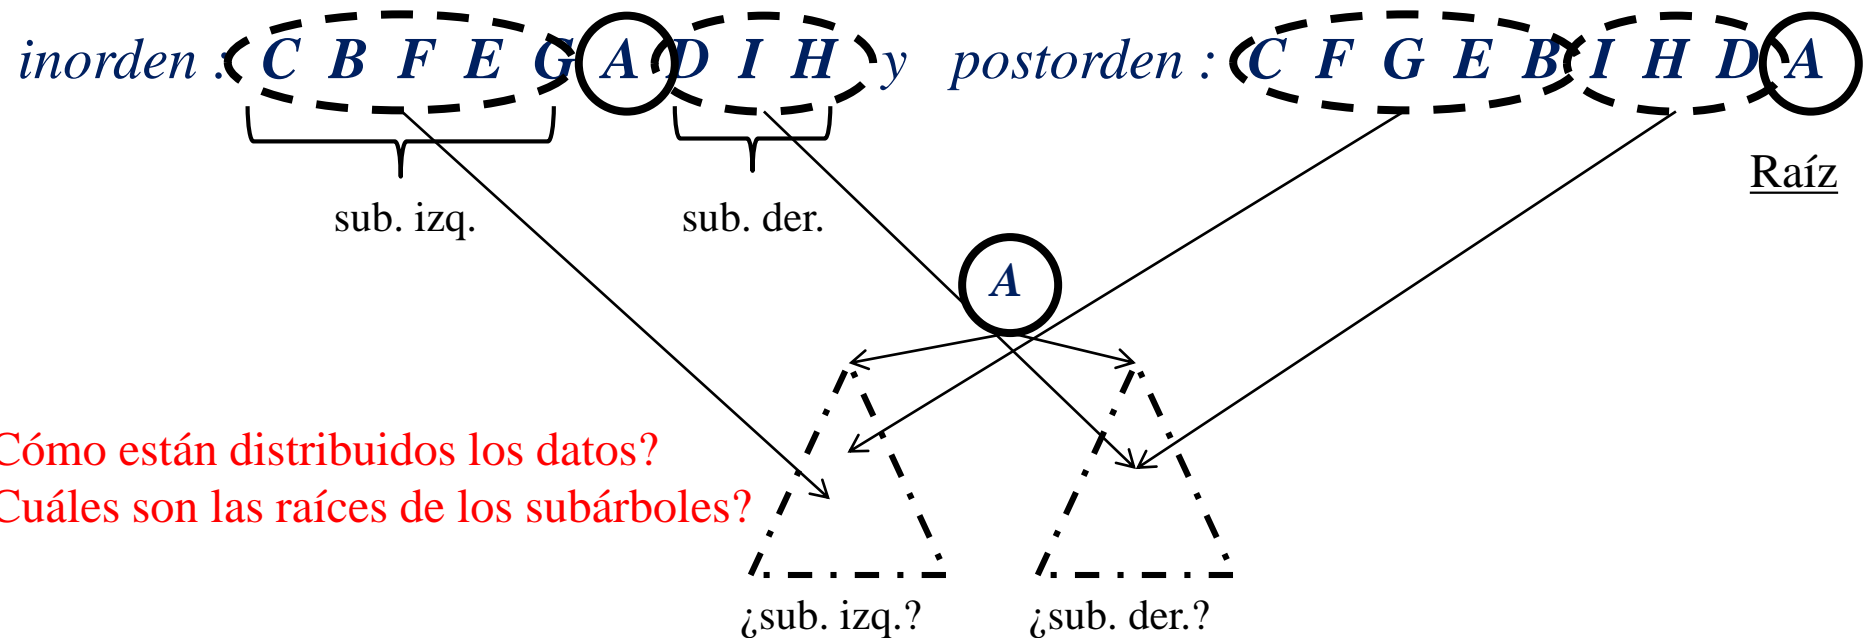 inorden : C B F E G A D I H y postorden : C F G E B I H D A
Raíz
sub. izq. sub. der.
A
Cómo están distribuidos los datos?
Cuáles son las raíces de los subárboles?
¿sub. izq.? ¿sub. der.?